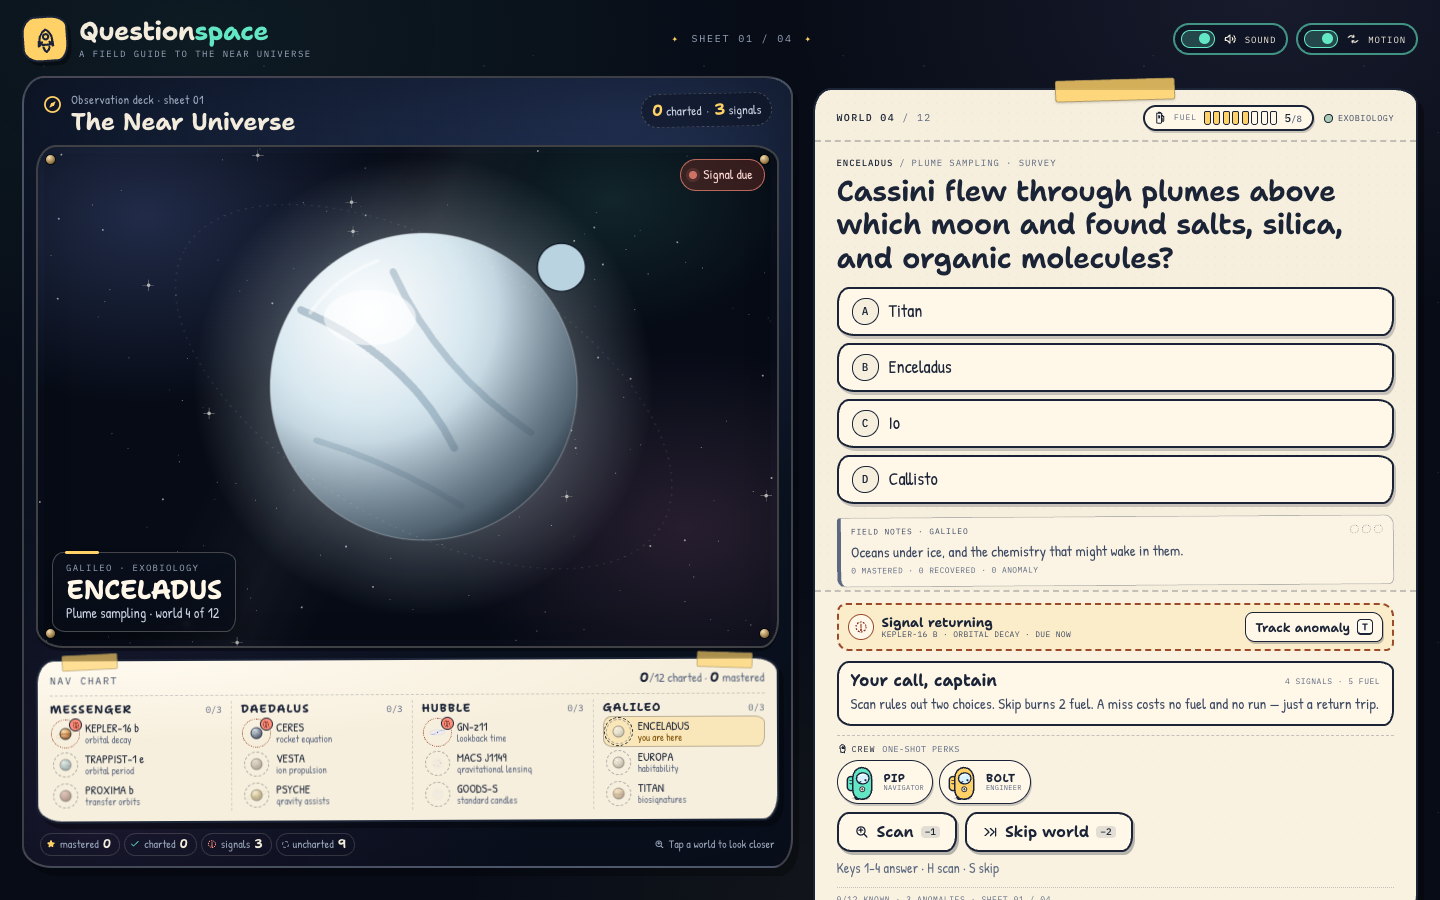 Questionspace
A FIELD GUIDE TO THE NEAR UNIVERSE
SHEET 01 / 04
SOUND
MOTION
Observation deck · sheet 01
The Near Universe
0 charted · 3 signals
Signal due
GALILEO · EXOBIOLOGY
ENCELADUS
Plume sampling · world 4 of 12
NAV CHART
0/12 charted · 0 mastered
MESSENGER 0/3
KEPLER-16 b
orbital decay
TRAPPIST-1 e
orbital period
PROXIMA b
transfer orbits
DAEDALUS 0/3
CERES
rocket equation
VESTA
ion propulsion
PSYCHE
gravity assists
HUBBLE 0/3
GN-z11
lookback time
MACS J1149
gravitational lensing
GOODS-S
standard candles
GALILEO 0/3
ENCELADUS
you are here
EUROPA
habitability
TITAN
biosignatures
mastered 0
charted 0
signals 3
uncharted 9
Tap a world to look closer
WORLD 04 / 12
FUEL 5/8
EXOBIOLOGY
ENCELADUS / PLUME SAMPLING · SURVEY
Cassini flew through plumes above
which moon and found salts, silica,
and organic molecules?
A Titan
B Enceladus
C Io
D Callisto
FIELD NOTES · GALILEO
Oceans under ice, and the chemistry that might wake in them.
0 MASTERED · 0 RECOVERED · 0 ANOMALY
Signal returning
KEPLER-16 B · ORBITAL DECAY · DUE NOW
Track anomaly T
Your call, captain
4 SIGNALS · 5 FUEL
Scan rules out two choices. Skip burns 2 fuel. A miss costs no fuel and no run — just a return trip.
CREW ONE-SHOT PERKS
PIP
NAVIGATOR
BOLT
ENGINEER
Scan −1
Skip world −2
Keys 1–4 answer · H scan · S skip
0/12 KNOWN · 3 ANOMALIES · SHEET 01 / 04